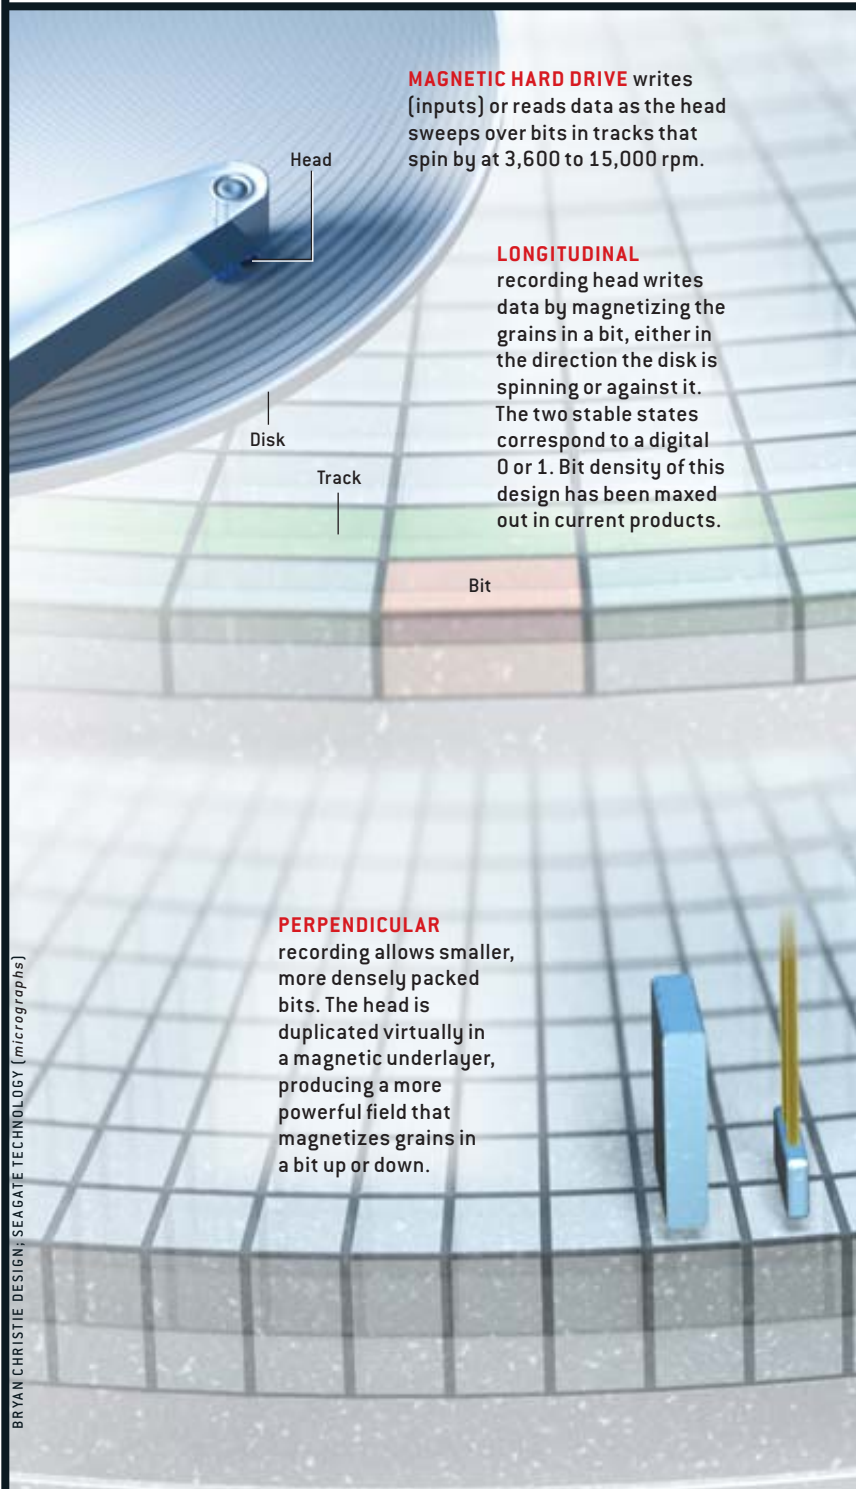 MAGNETIC HARD DRIVE writes
(inputs) or reads data as the head
sweeps over bits in tracks that
spin by at 3,600 to 15,000 rpm.
Head
LONGITUDINAL
recording head writes
data by magnetizing the
grains in a bit, either in
the direction the disk is
spinning or against it.
The two stable states
correspond to a digital
0 or 1. Bit density of this
design has been maxed
out in current products.
Disk
Track
Bit
PERPENDICULAR
recording allows smaller,
more densely packed
bits. The head is
duplicated virtually in
a magnetic underlayer,
producing a more
powerful field that
magnetizes grains in
a bit up or down.
BRYAN CHRISTIE DESIGN; SEAGATE TECHNOLOGY (micrographs)